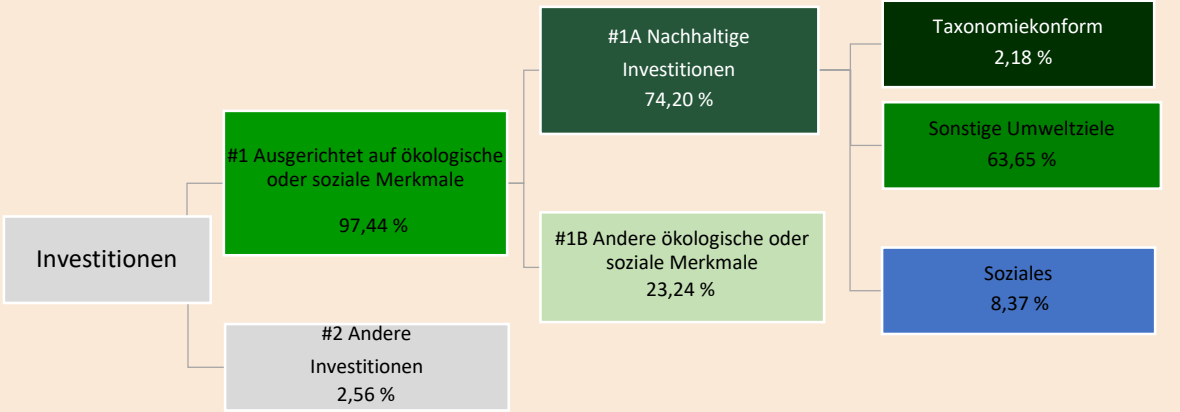 Investitionen
#1 Ausgerichtet auf ökologische
oder soziale Merkmale
97,44 %
#2 Andere
Investitionen
2,56 %
#1A Nachhaltige
Investitionen
74,20 %
#1B Andere ökologische oder
soziale Merkmale
23,24 %
Taxonomiekonform
2,18 %
Sonstige Umweltziele
63,65 %
Soziales
8,37 %